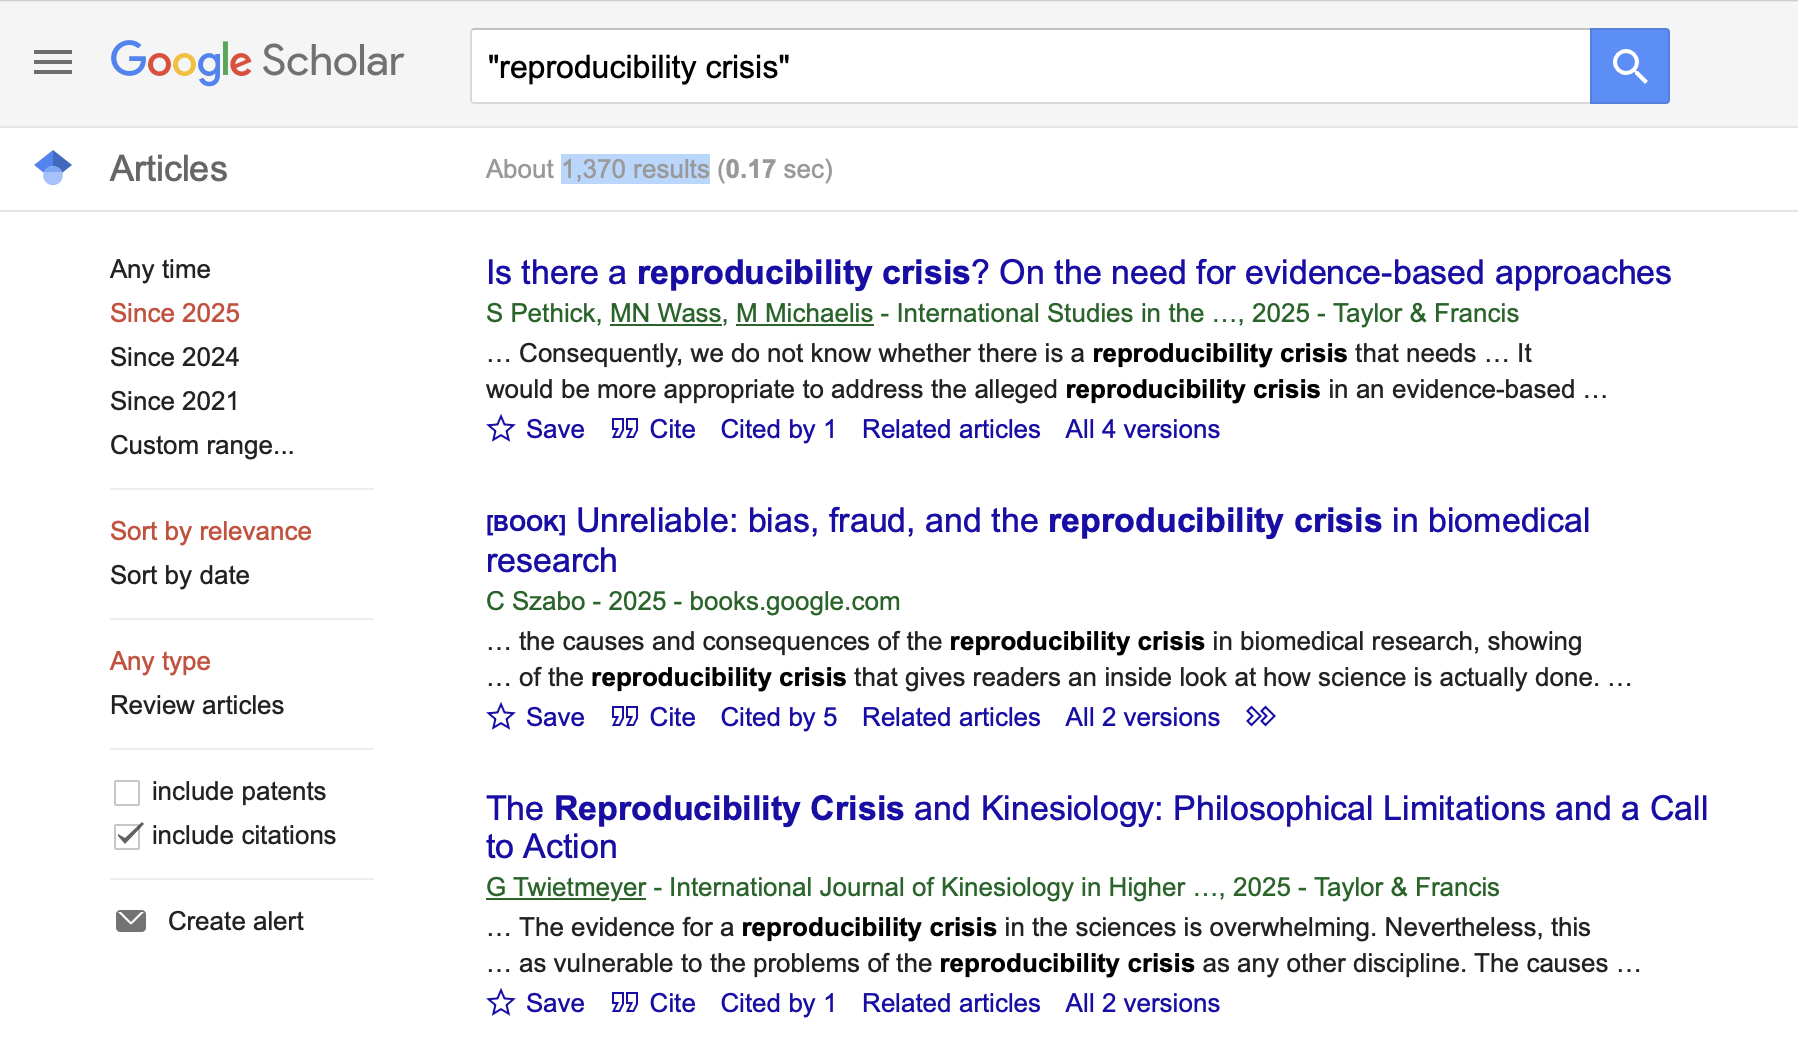 Google Scholar
"reproducibility crisis"
Articles
About 1,370 results (0.17 sec)
Any time
Since 2025
Since 2024
Since 2021
Custom range...
Sort by relevance
Sort by date
Any type
Review articles
include patents
include citations
Create alert
Is there a reproducibility crisis? On the need for evidence-based approaches
S Pethick, MN Wass, M Michaelis - International Studies in the …, 2025 - Taylor & Francis
… Consequently, we do not know whether there is a reproducibility crisis that needs … It
would be more appropriate to address the alleged reproducibility crisis in an evidence-based …
Save Cite Cited by 1 Related articles All 4 versions
[BOOK] Unreliable: bias, fraud, and the reproducibility crisis in biomedical
research
C Szabo - 2025 - books.google.com
… the causes and consequences of the reproducibility crisis in biomedical research, showing
… of the reproducibility crisis that gives readers an inside look at how science is actually done. …
Save Cite Cited by 5 Related articles All 2 versions
The Reproducibility Crisis and Kinesiology: Philosophical Limitations and a Call
to Action
G Twietmeyer - International Journal of Kinesiology in Higher …, 2025 - Taylor & Francis
… The evidence for a reproducibility crisis in the sciences is overwhelming. Nevertheless, this
… as vulnerable to the problems of the reproducibility crisis as any other discipline. The causes …
Save Cite Cited by 1 Related articles All 2 versions